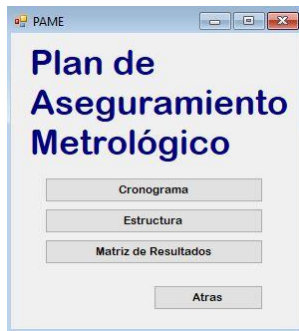 PAME
Plan de
Aseguramiento
Metrológico
Cronograma
Estructura
Matriz de Resultados
Atras